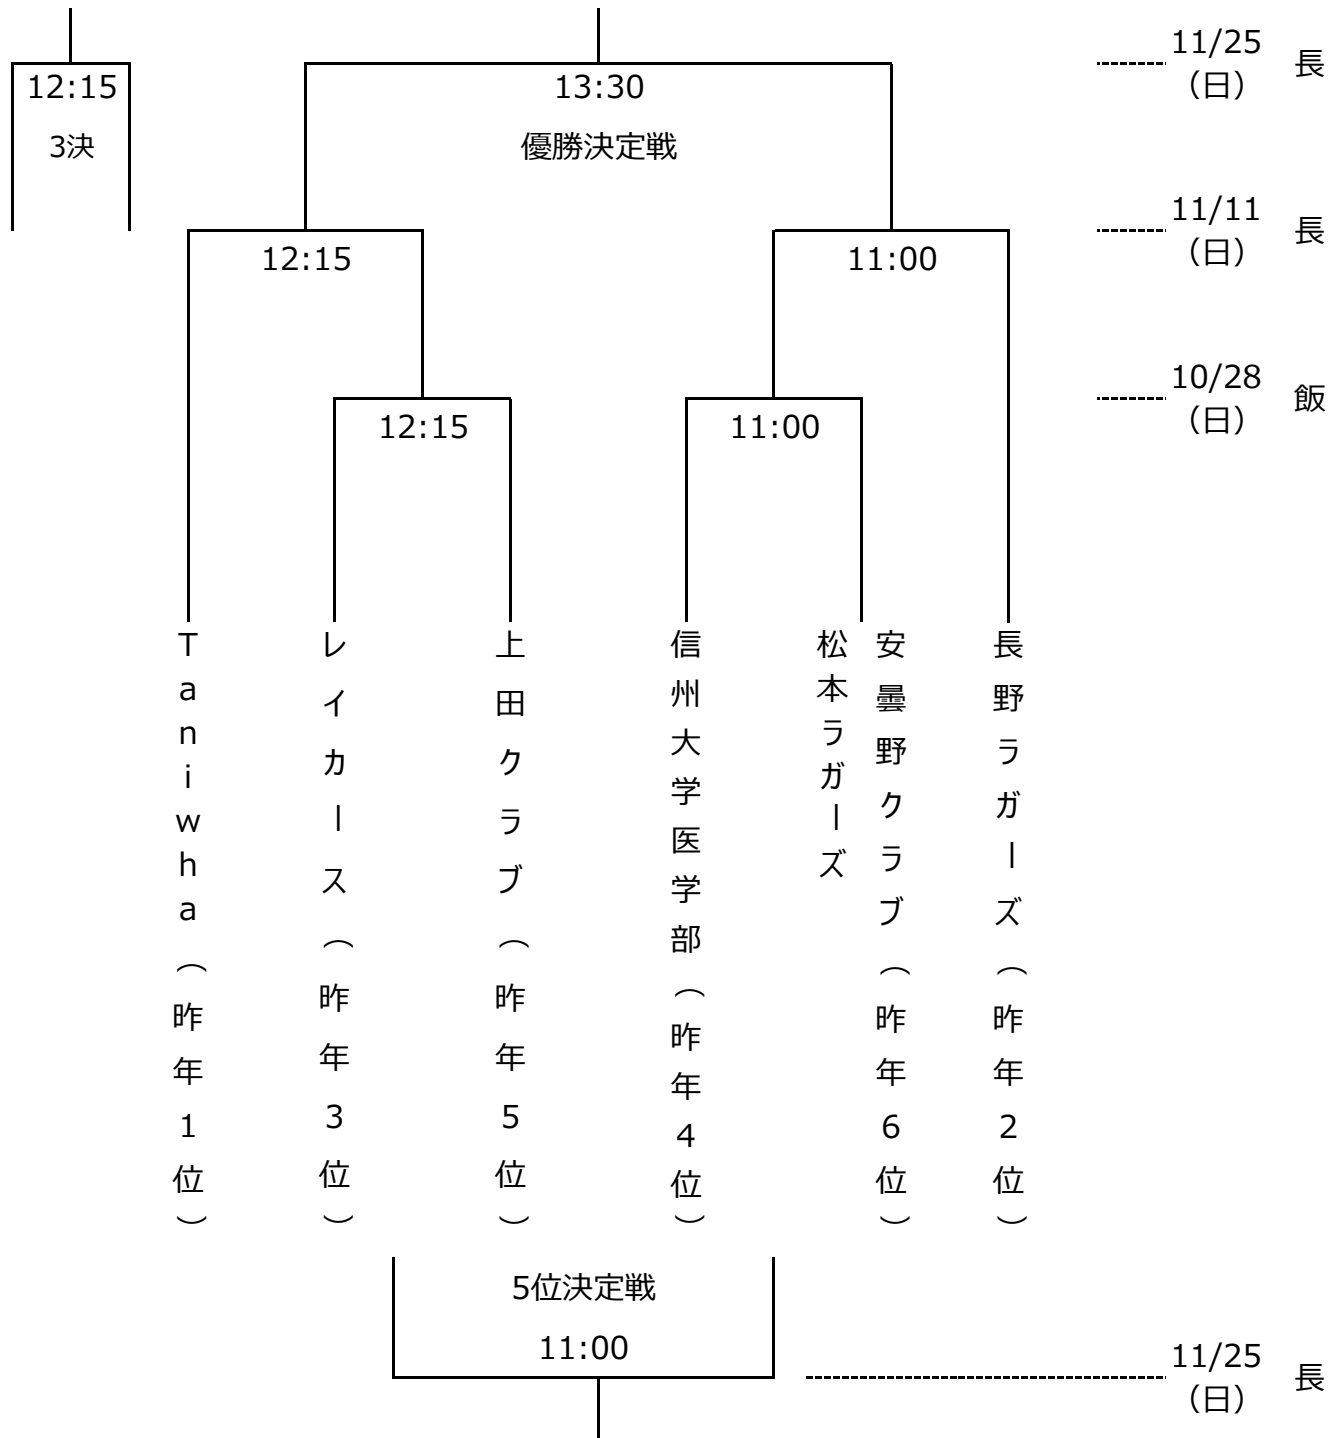 11/25
（日）
長
12:15
3決
13:30
優勝決定戦
11/11
（日）
長
12:15
11:00
10/28
（日）
飯
12:15
11:00
Taniwha（昨年1位）
レイカース（昨年3位）
上田クラブ（昨年5位）
信州大学医学部（昨年4位）
安曇野クラブ（昨年6位）
松本ラガーズ
長野ラガーズ（昨年2位）
5位決定戦
11:00
11/25
（日）
長